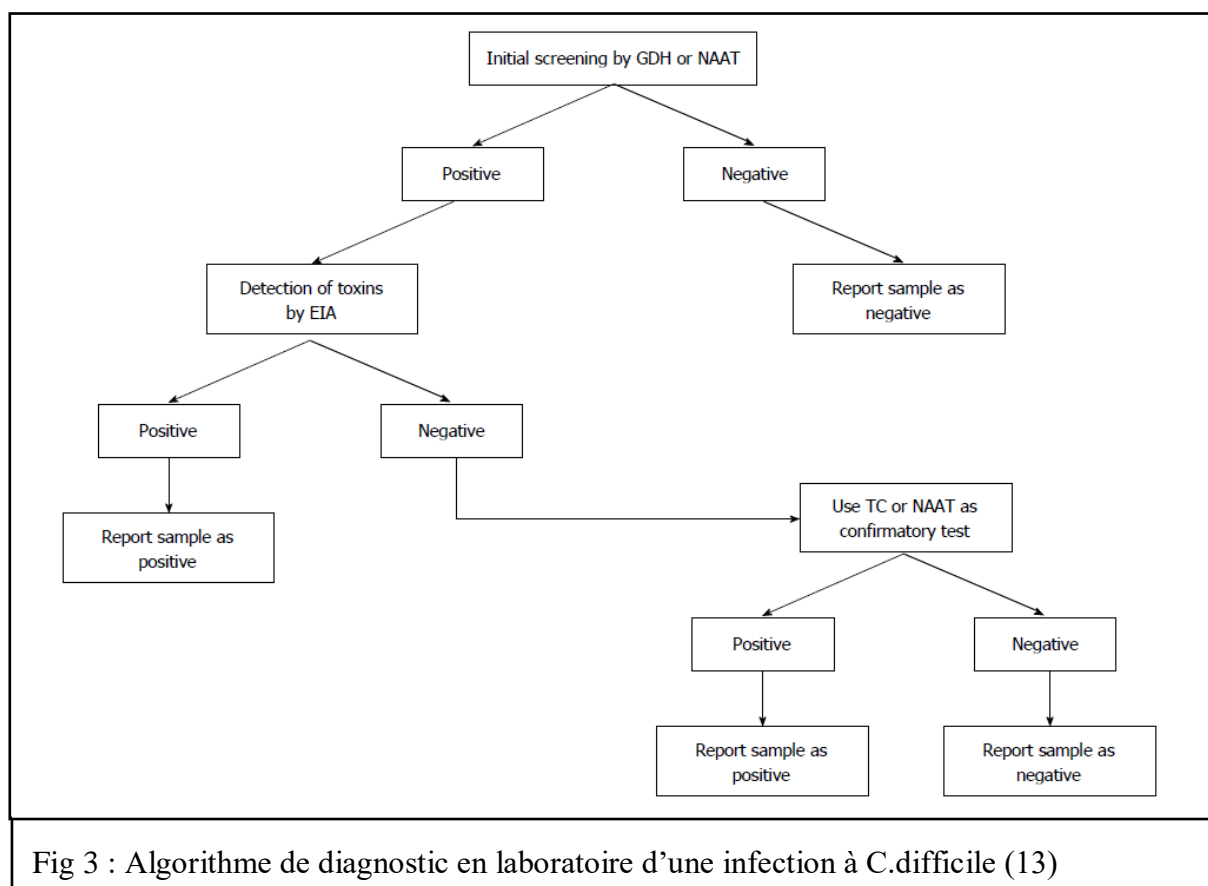 Initial screening by GDH or NAAT
Positive
Negative
Detection of toxins
by EIA
Report sample as
negative
Positive
Negative
Report sample as
positive
Use TC or NAAT as
confirmatory test
Positive
Negative
Report sample as
positive
Report sample as
negative
Fig 3 : Algorithme de diagnostic en laboratoire d’une infection à C.difficile (13)